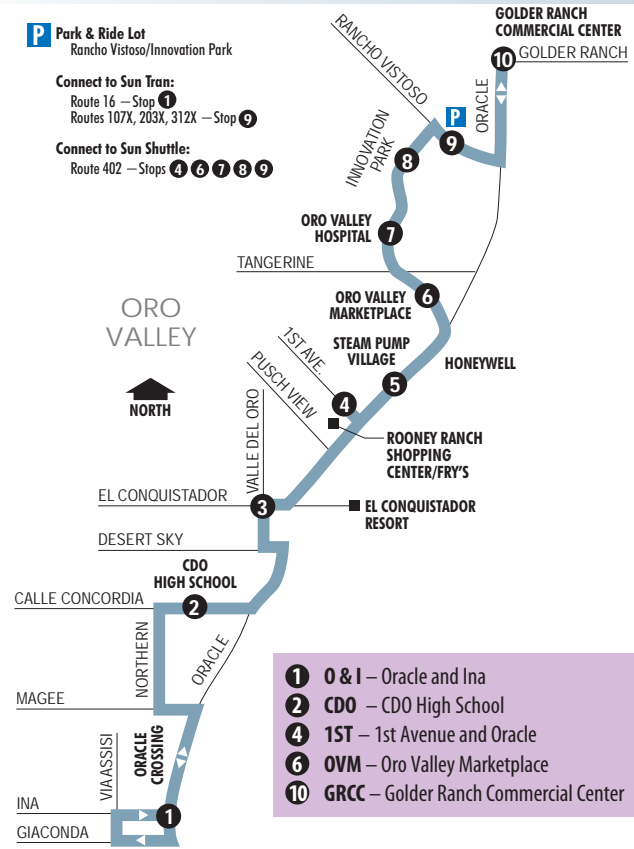 P Park & Ride Lot
Rancho Vistoso/Innovation Park
Connect to Sun Tran:
Route 16 – Stop 1
Routes 107X, 203X, 312X – Stop 9
Connect to Sun Shuttle:
Route 402 – Stops 4 6 7 8 9
GOLDER RANCH
COMMERCIAL CENTER
10 GOLDER RANCH
RANCHO VISTOSO
ORACLE
P
9
INNOVATION
PARK
8
ORO VALLEY
HOSPITAL
7
TANGERINE
ORO VALLEY
MARKETPLACE
6
ORO
VALLEY
NORTH
STEAM PUMP
VILLAGE
5
HONEYWELL
1ST AVE.
4
PUSCH VIEW
ROONEY RANCH
SHOPPING
CENTER/FRY'S
VALLE DEL ORO
EL CONQUISTADOR
3
EL CONQUISTADOR
RESORT
DESERT SKY
CDO
HIGH SCHOOL
CALLE CONCORDIA
2
NORTHERN
ORACLE
MAGEE
VIA ASSISI
ORACLE
CROSSING
INA
1
GIACONDA
1 O & I – Oracle and Ina
2 CDO – CDO High School
4 1ST – 1st Avenue and Oracle
6 OVM – Oro Valley Marketplace
10 GRCC – Golder Ranch Commercial Center